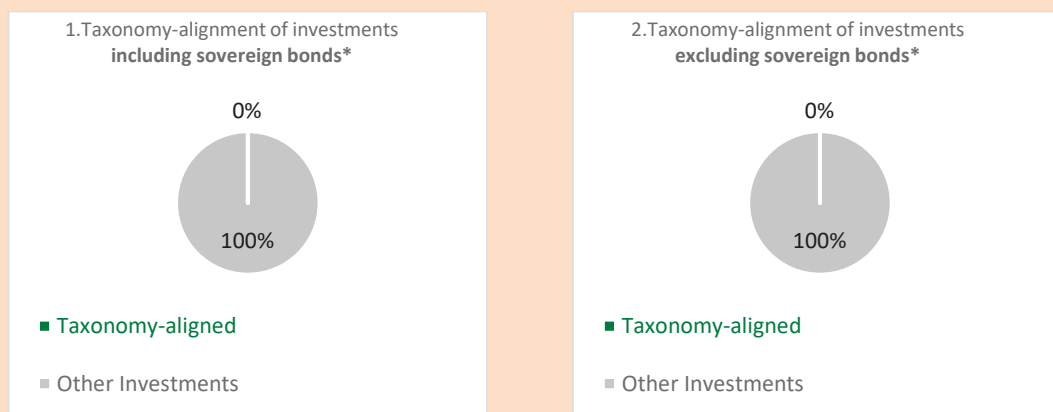 1.Taxonomy-alignment of investments
including sovereign bonds*
0%
100%
Taxonomy-aligned
Other Investments
2.Taxonomy-alignment of investments
excluding sovereign bonds*
0%
100%
Taxonomy-aligned
Other Investments